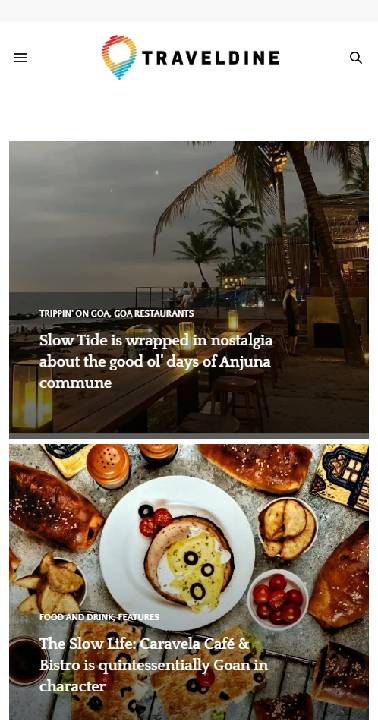 TRAVELDINE
TRIPPIN' ON GOA, GOA RESTAURANTS
Slow Tide is wrapped in nostalgia
about the good ol' days of Anjuna
commune
FOOD AND DRINK, FEATURES
The Slow Life: Caravela Café &
Bistro is quintessentially Goan in
character